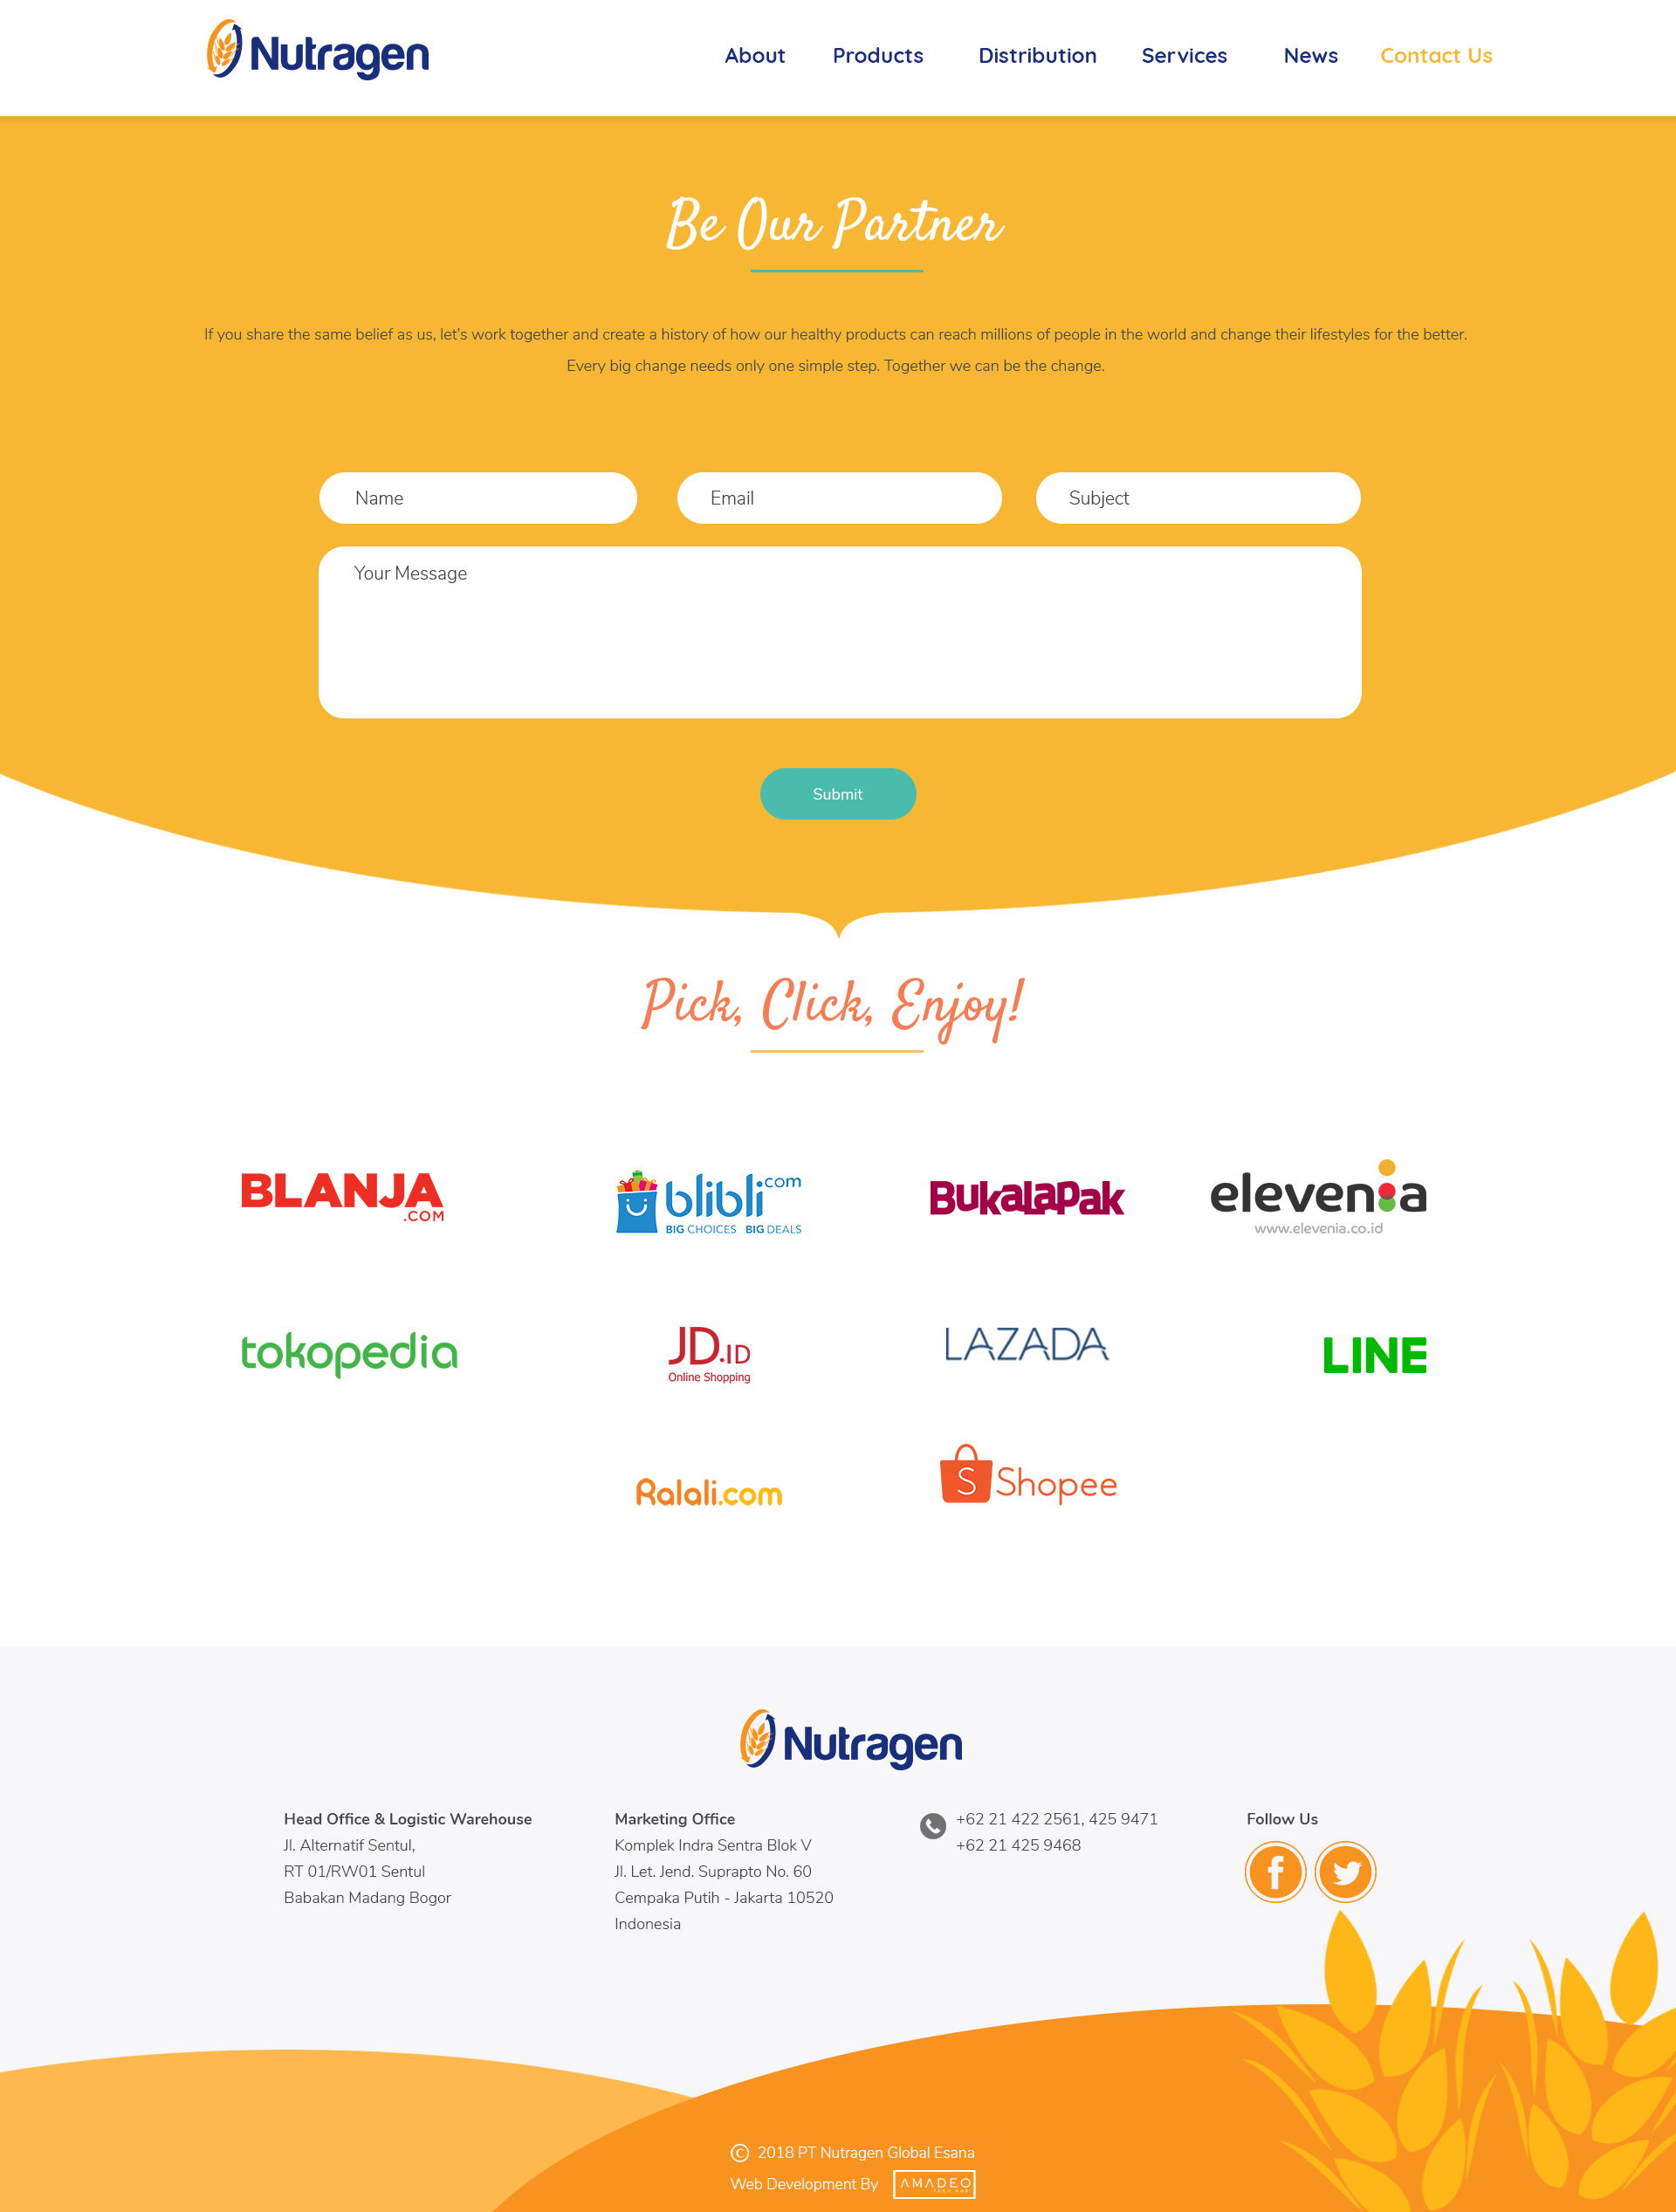 Nutragen
About Products Distribution Services News Contact Us
Be Our Partner
If you share the same belief as us, let's work together and create a history of how our healthy products can reach millions of people in the world and change their lifestyles for the better.
Every big change needs only one simple step. Together we can be the change.
Name Email Subject
Your Message
Submit
Pick, Click, Enjoy!
BLANJA
.COM
blibli.com
BIG CHOICES BIG DEALS
BukaLapak
elevenia
www.elevenia.co.id
tokopedia
JD.ID
Online Shopping
LAZADA
LINE
Ralali.com
S Shopee
Nutragen
Head Office & Logistic Warehouse
Jl. Alternatif Sentul,
RT 01/RW01 Sentul
Babakan Madang Bogor
Marketing Office
Komplek Indra Sentra Blok V
Jl. Let. Jend. Suprapto No. 60
Cempaka Putih - Jakarta 10520
Indonesia
+62 21 422 2561, 425 9471
+62 21 425 9468
Follow Us
© 2018 PT Nutragen Global Esana
Web Development By AMADEO
TECH HUB